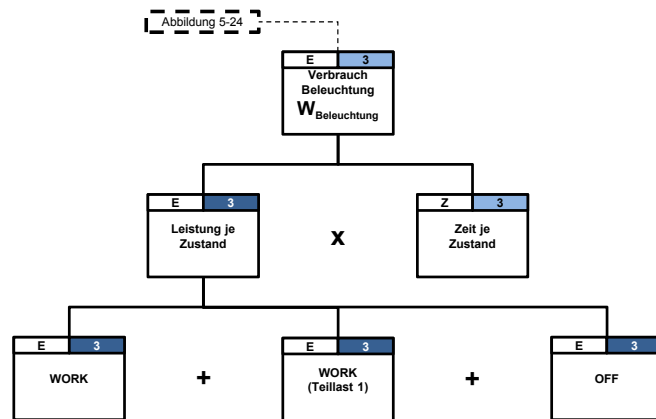 Abbildung 5-24
E 3
Verbrauch
Beleuchtung
W Beleuchtung
E 3
Leistung je
Zustand
x
Z 3
Zeit je
Zustand
E 3
WORK
+
E 3
WORK
(Teillast 1)
+
E 3
OFF